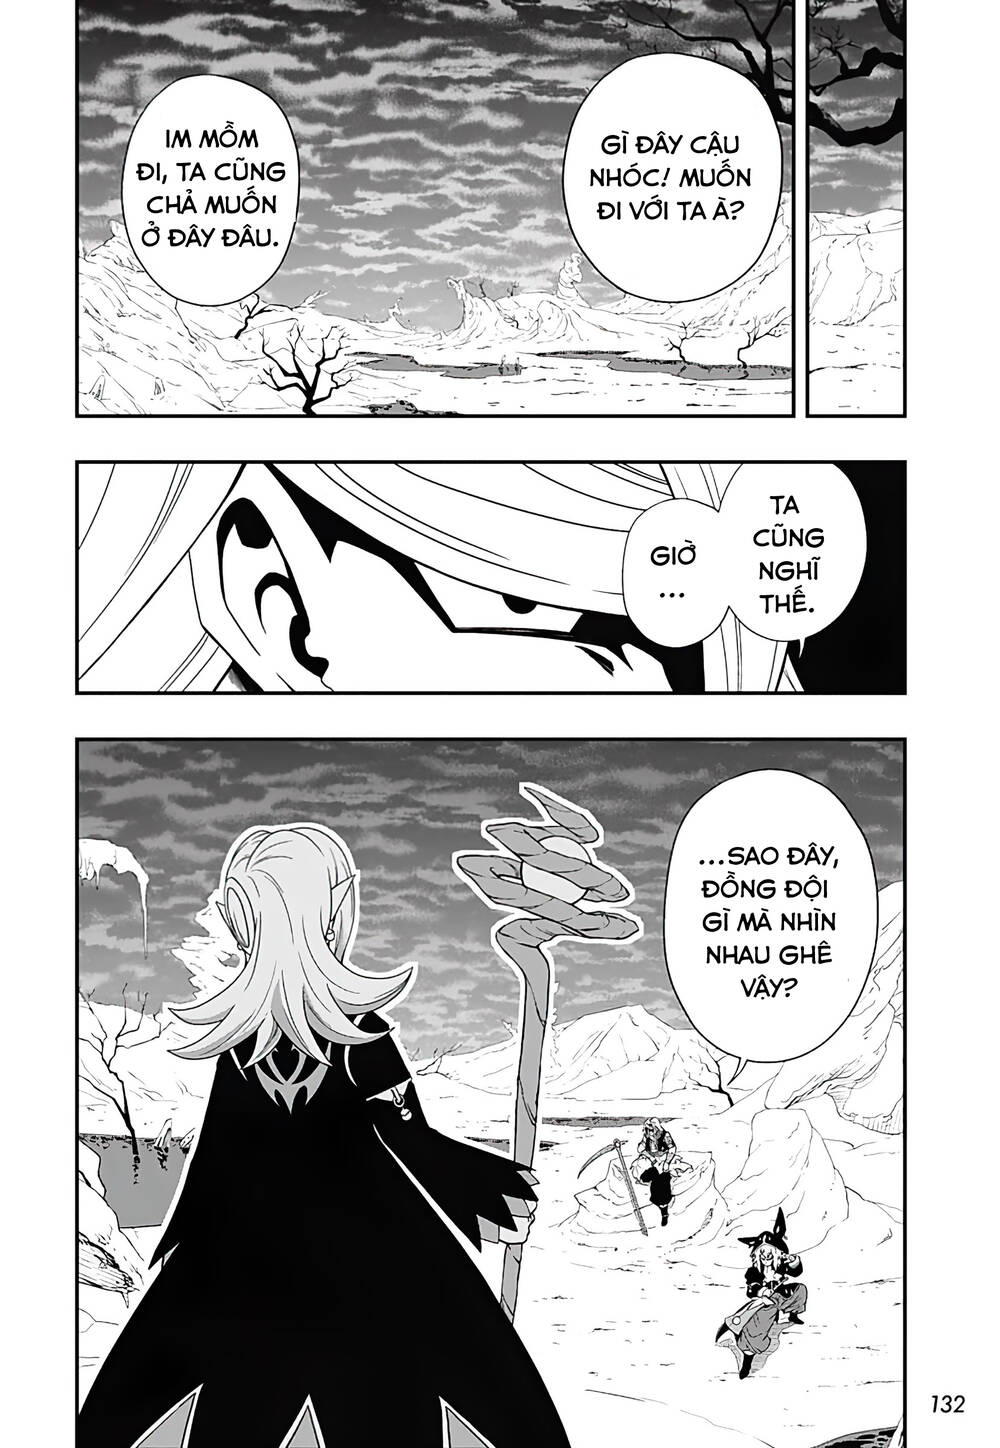 GÌ ĐÂY CẬU
NHÓC! MUỐN
ĐI VỚI TA À?
IM MỒM
ĐI, TA CŨNG
CHẢ MUỐN
Ở ĐÂY ĐÂU.
TA
CŨNG
NGHĨ
THẾ.
GIỜ
...
...SAO ĐÂY,
ĐỒNG ĐỘI
GÌ MÀ NHÌN
NHAU GHÊ
VẬY?
132